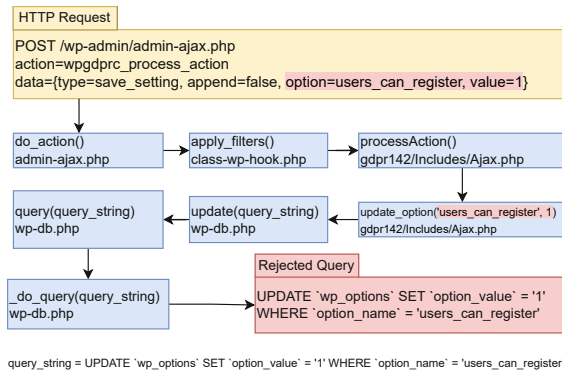 HTTP Request
POST /wp-admin/admin-ajax.php
action=wpgdprc_process_action
data={type=save_setting, append=false, option=users_can_register, value=1}
do_action()
admin-ajax.php
apply_filters()
class-wp-hook.php
processAction()
gdpr142/Includes/Ajax.php
update_option('users_can_register', 1)
gdpr142/Includes/Ajax.php
update(query_string)
wp-db.php
query(query_string)
wp-db.php
_do_query(query_string)
wp-db.php
Rejected Query
UPDATE `wp_options` SET `option_value` = '1'
WHERE `option_name` = 'users_can_register'
query_string = UPDATE `wp_options` SET `option_value` = '1' WHERE `option_name` = 'users_can_register